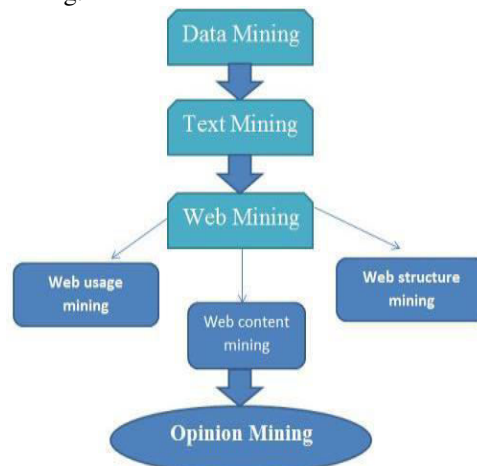 Data Mining
Text Mining
Web Mining
Web usage
mining
Web structure
mining
Web content
mining
Opinion Mining